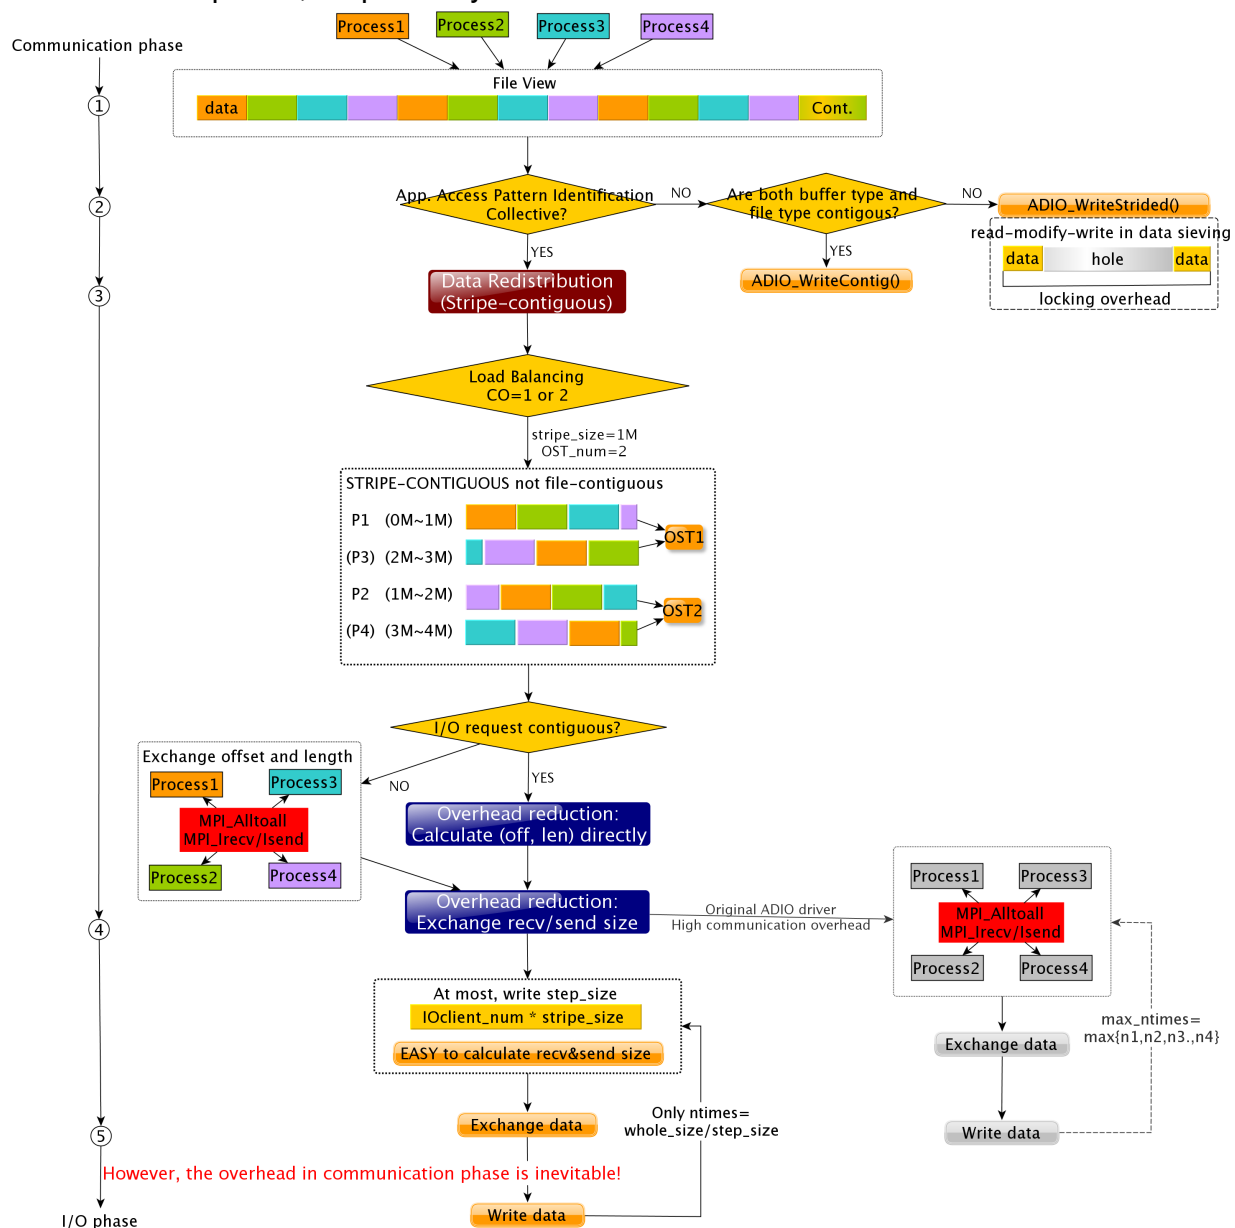 Communication phase
Process1
Process2
Process3
Process4
File View
1
data
Cont.
2
App. Access Pattern Identification
Collective?
NO
Are both buffer type and
file type contigous?
NO
ADIO_WriteStrided()
read-modify-write in data sieving
data
hole
data
locking overhead
YES
YES
ADIO_WriteContig()
3
Data Redistribution
(Stripe-contiguous)
Load Balancing
CO=1 or 2
stripe_size=1M
OST_num=2
STRIPE-CONTIGUOUS not file-contiguous
P1 (0M~1M)
OST1
(P3) (2M~3M)
P2 (1M~2M)
OST2
(P4) (3M~4M)
I/O request contiguous?
NO
YES
Exchange offset and length
Process1
Process3
MPI_Alltoall
MPI_Irecv/Isend
Process2
Process4
Overhead reduction:
Calculate (off, len) directly
Overhead reduction:
Exchange recv/send size
Original ADIO driver
High communication overhead
Process1
Process3
MPI_Alltoall
MPI_Irecv/Isend
Process2
Process4
4
At most, write step_size
IOclient_num * stripe_size
EASY to calculate recv&send size
max_ntimes=
max{n1,n2,n3.,n4}
Exchange data
Only ntimes=
whole_size/step_size
Exchange data
5
Write data
However, the overhead in communication phase is inevitable!
Write data
I/O phase